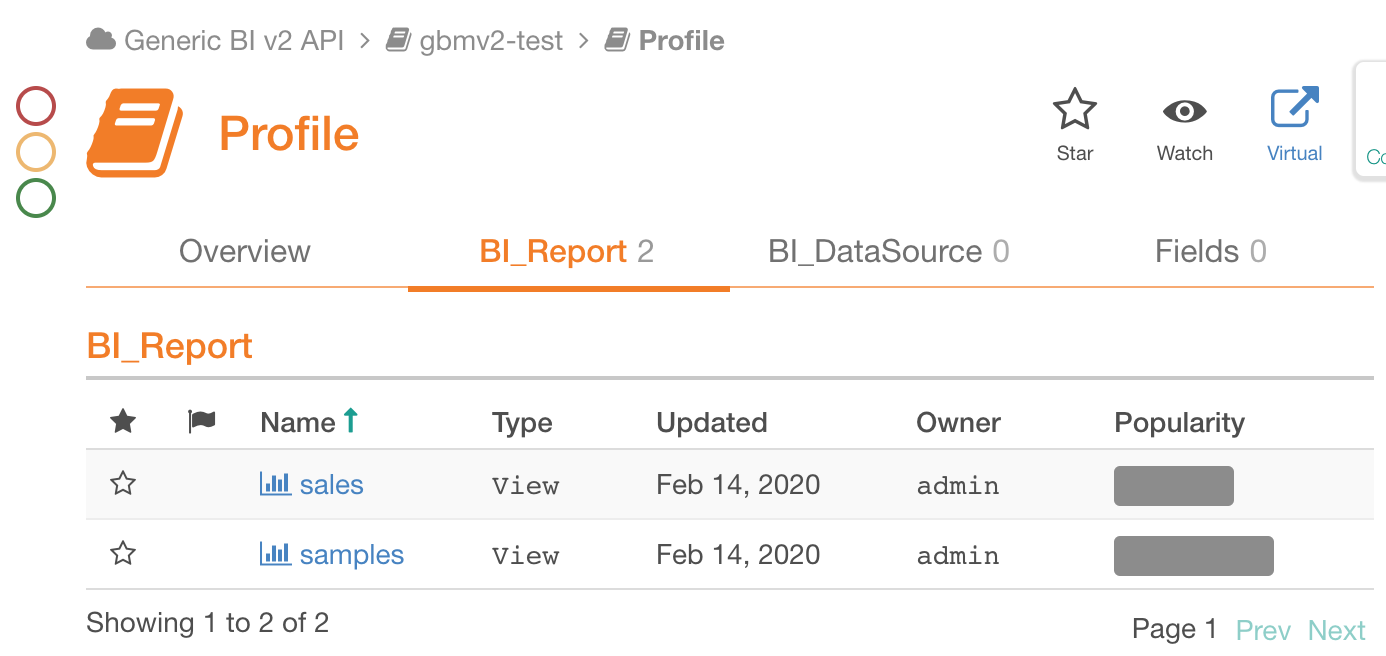 Generic BI v2 API > gbmv2-test > Profile
Profile
Star Watch Virtual
Overview BI_Report 2 BI_DataSource 0 Fields 0
BI_Report
Name Type Updated Owner Popularity
sales View Feb 14, 2020 admin
samples View Feb 14, 2020 admin
Showing 1 to 2 of 2
Page 1 Prev Next